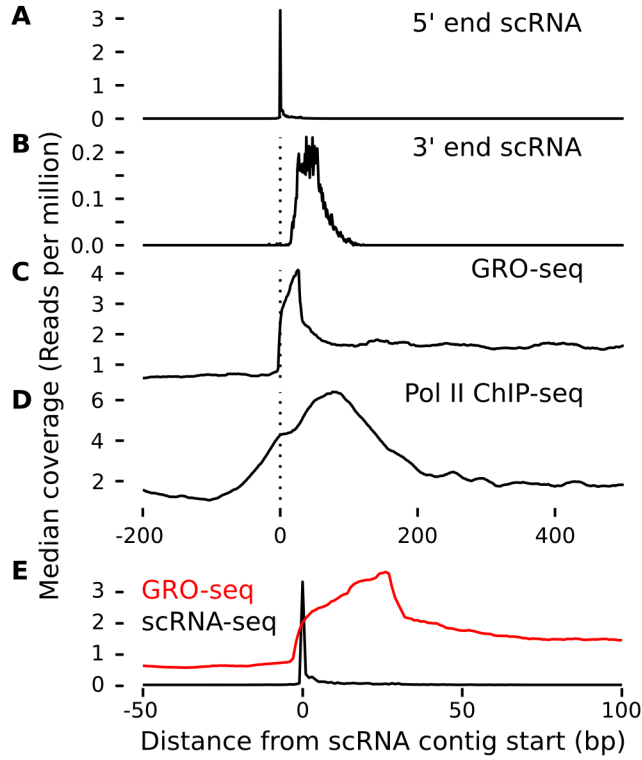 A
5' end scRNA
3
2
1
0
B
3' end scRNA
0.2
0.1
0.0
C
GRO-seq
4
3
2
1
D
Pol II ChIP-seq
6
4
2
-200
0
200
400
Median coverage (Reads per million)
E
GRO-seq
scRNA-seq
3
2
1
0
-50
0
50
100
Distance from scRNA contig start (bp)